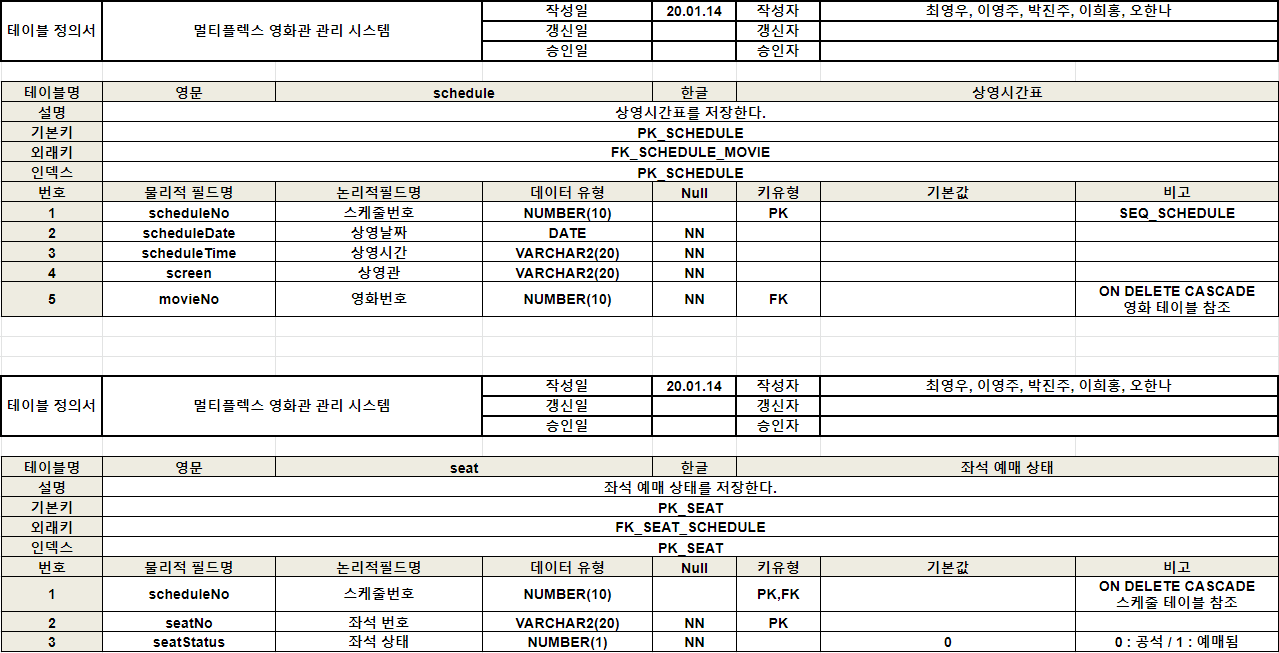 테이블 정의서 멀티플렉스 영화관 관리 시스템 작성일 20.01.14 작성자 최영우, 이영주, 박진주, 이희홍, 오한나
갱신일 갱신자
승인일 승인자
테이블명 영문 schedule 한글 상영시간표
설명 상영시간표를 저장한다.
기본키 PK_SCHEDULE
외래키 FK_SCHEDULE_MOVIE
인덱스 PK_SCHEDULE
번호 물리적 필드명 논리적필드명 데이터 유형 Null 키유형 기본값 비고
1 scheduleNo 스케줄번호 NUMBER(10) PK SEQ_SCHEDULE
2 scheduleDate 상영날짜 DATE NN
3 scheduleTime 상영시간 VARCHAR2(20) NN
4 screen 상영관 VARCHAR2(20) NN
5 movieNo 영화번호 NUMBER(10) NN FK ON DELETE CASCADE
영화 테이블 참조
테이블 정의서 멀티플렉스 영화관 관리 시스템 작성일 20.01.14 작성자 최영우, 이영주, 박진주, 이희홍, 오한나
갱신일 갱신자
승인일 승인자
테이블명 영문 seat 한글 좌석 예매 상태
설명 좌석 예매 상태를 저장한다.
기본키 PK_SEAT
외래키 FK_SEAT_SCHEDULE
인덱스 PK_SEAT
번호 물리적 필드명 논리적필드명 데이터 유형 Null 키유형 기본값 비고
1 scheduleNo 스케줄번호 NUMBER(10) PK,FK ON DELETE CASCADE
스케줄 테이블 참조
2 seatNo 좌석 번호 VARCHAR2(20) NN PK
3 seatStatus 좌석 상태 NUMBER(1) NN 0 0 : 공석 / 1 : 예매됨